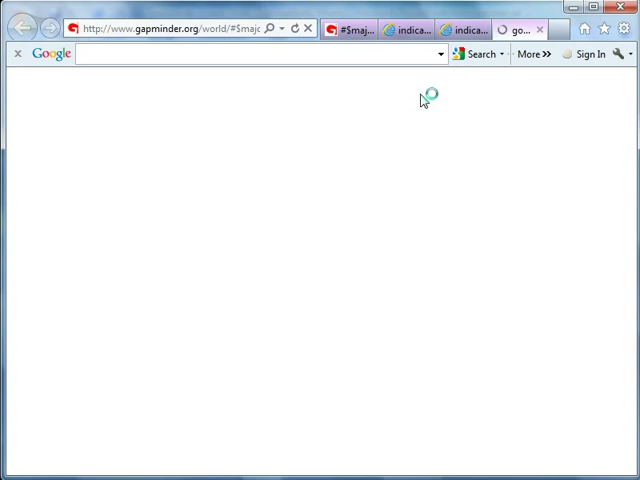 http://www.gapminder.org/world/#$majc
#$maj...
indica...
indica...
go...
x Google
Search
More »
Sign In